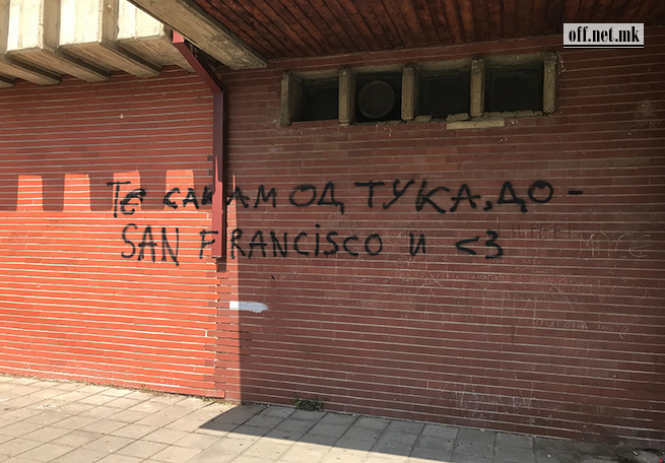 off.net.mk
Те сакам од тука, до -
SAN FRANCISCO и <3